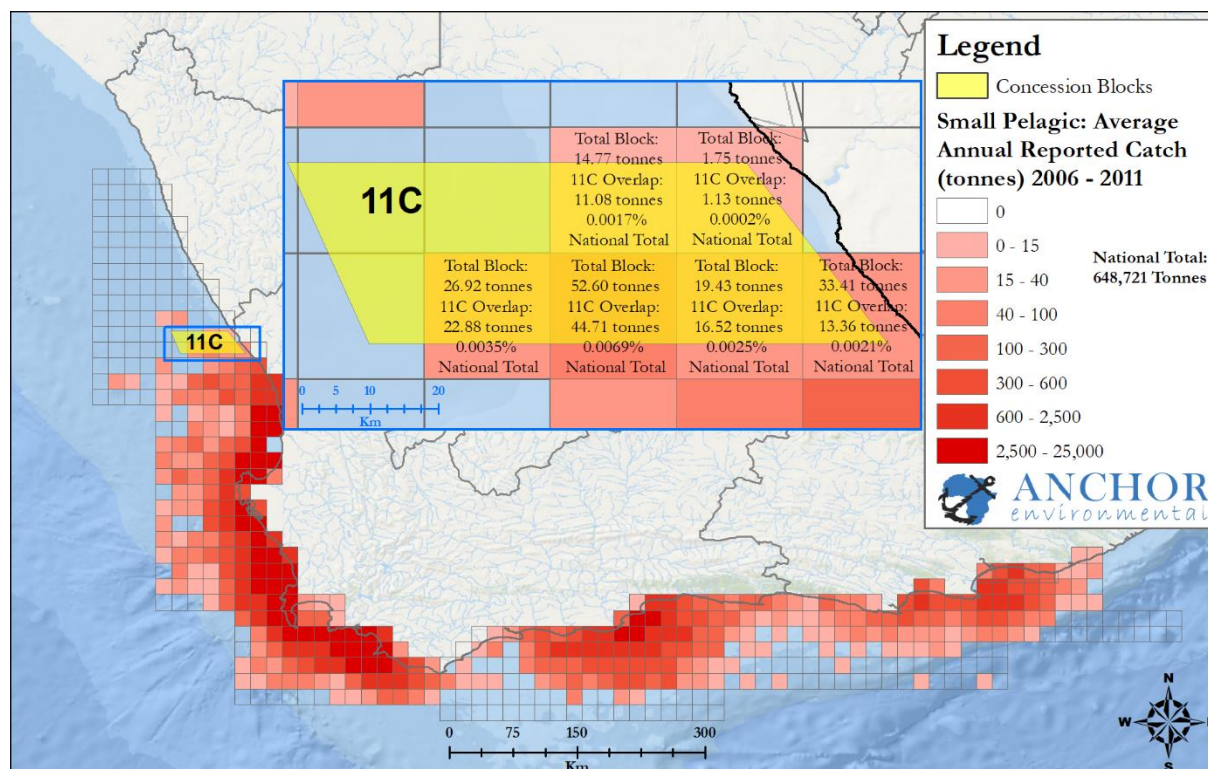 Legend
Concession Blocks
Small Pelagic: Average
Annual Reported Catch
(tonnes) 2006 - 2011
0
0 - 15
15 - 40
40 - 100
100 - 300
300 - 600
600 - 2,500
2,500 - 25,000
National Total:
648,721 Tonnes
ANCHOR
environmental
11C
Total Block:
14.77 tonnes
11C Overlap:
11.08 tonnes
0.0017%
National Total
Total Block:
1.75 tonnes
11C Overlap:
1.13 tonnes
0.0002%
National Total
Total Block:
26.92 tonnes
11C Overlap:
22.88 tonnes
0.0035%
National Total
Total Block:
52.60 tonnes
11C Overlap:
44.71 tonnes
0.0069%
National Total
Total Block:
19.43 tonnes
11C Overlap:
16.52 tonnes
0.0025%
National Total
Total Block:
33.41 tonnes
11C Overlap:
13.36 tonnes
0.0021%
National Total
0 5 10 20
Km
11C
0 75 150 300
Km
N
W
S